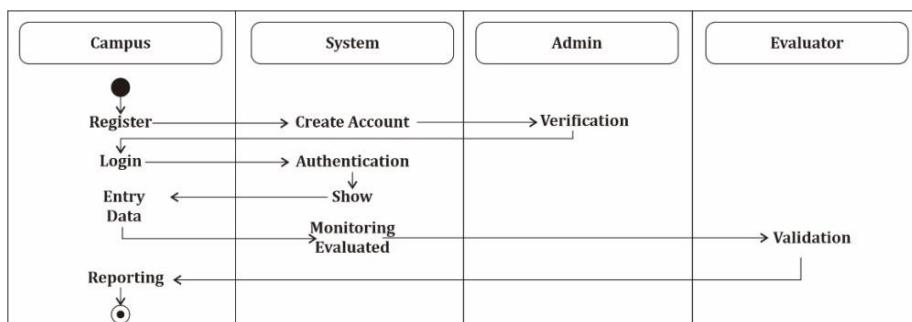 Campus
System
Admin
Evaluator
Register
Create Account
Verification
Login
Authentication
Entry
Data
Show
Monitoring
Evaluated
Validation
Reporting